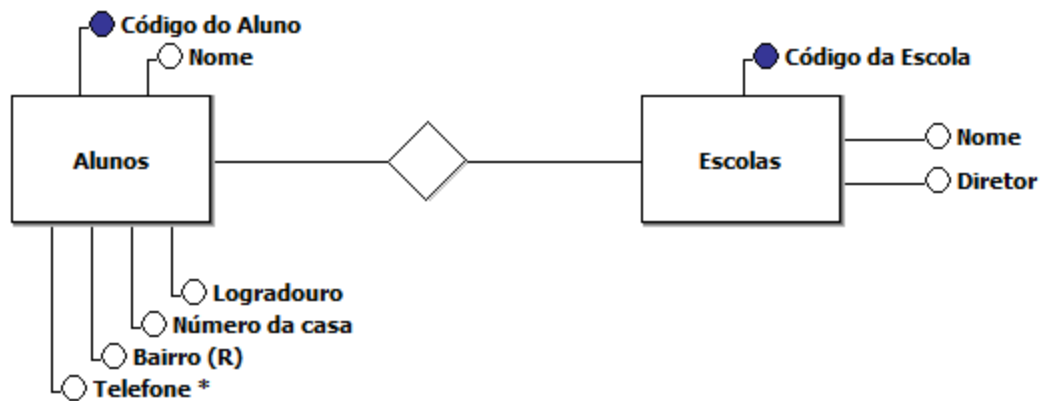 Código do Aluno
Nome
Código da Escola
Alunos
Escolas
Nome
Diretor
Logradouro
Número da casa
Bairro (R)
Telefone *